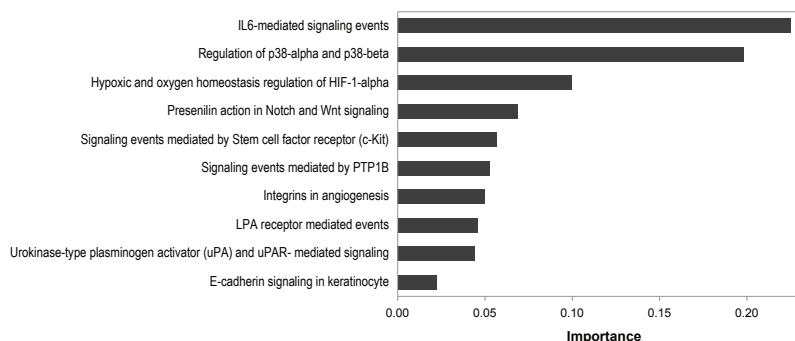 IL6-mediated signaling events
Regulation of p38-alpha and p38-beta
Hypoxic and oxygen homeostasis regulation of HIF-1-alpha
Presenilin action in Notch and Wnt signaling
Signaling events mediated by Stem cell factor receptor (c-Kit)
Signaling events mediated by PTP1B
Integrins in angiogenesis
LPA receptor mediated events
Urokinase-type plasminogen activator (uPA) and uPAR- mediated signaling
E-cadherin signaling in keratinocyte
0.00 0.05 0.10 0.15 0.20
Importance